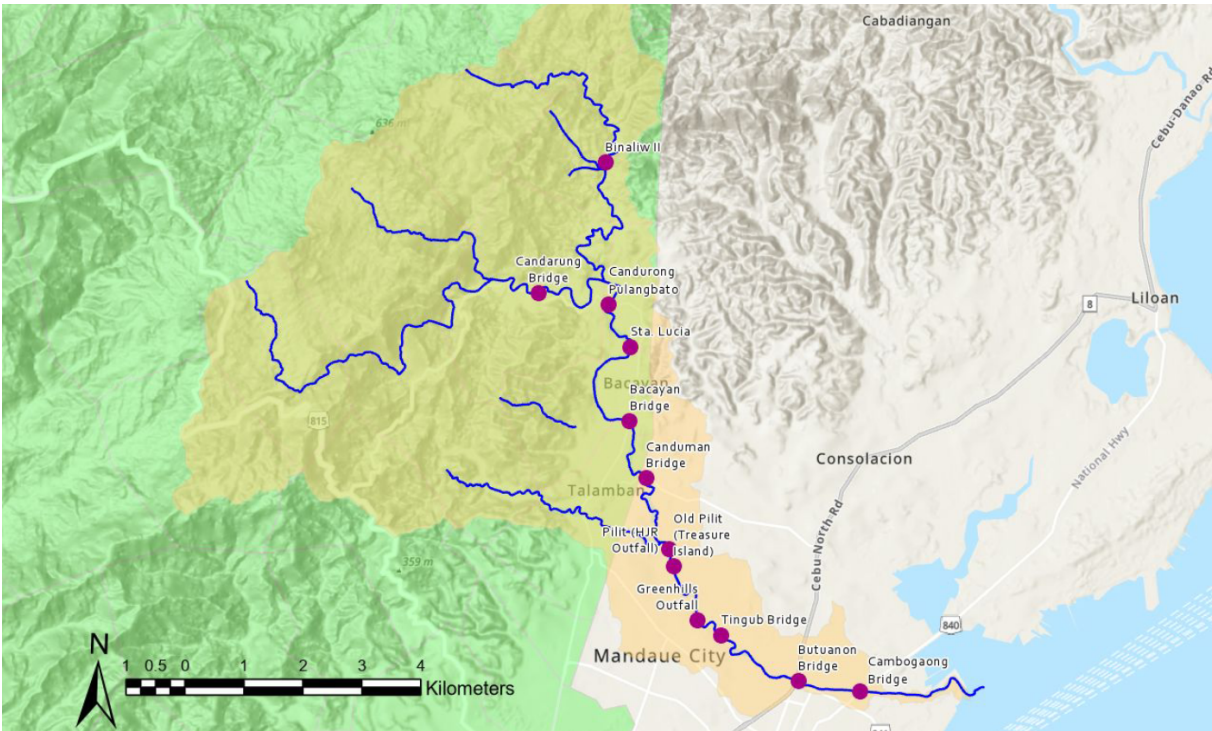 Cabadiangan
Cebu-Danao Rd
636 m
Binaliw II
Candarung
Bridge
Candurong
Pulangbato
8
Liloan
Sta. Lucia
Bacayan
Bacayan
Bridge
815
Canduman
Bridge
Consolacion
National Hwy
Talamban
Old Pilit
(Treasure
Island)
Pilit (HJR
Outfall)
359 m
Cebu North Rd
Greenhills
Outfall
Tingub Bridge
840
N
Mandaue City
Butuanon
Bridge
Cambogaong
Bridge
1 0.5 0 1 2 3 4
Kilometers